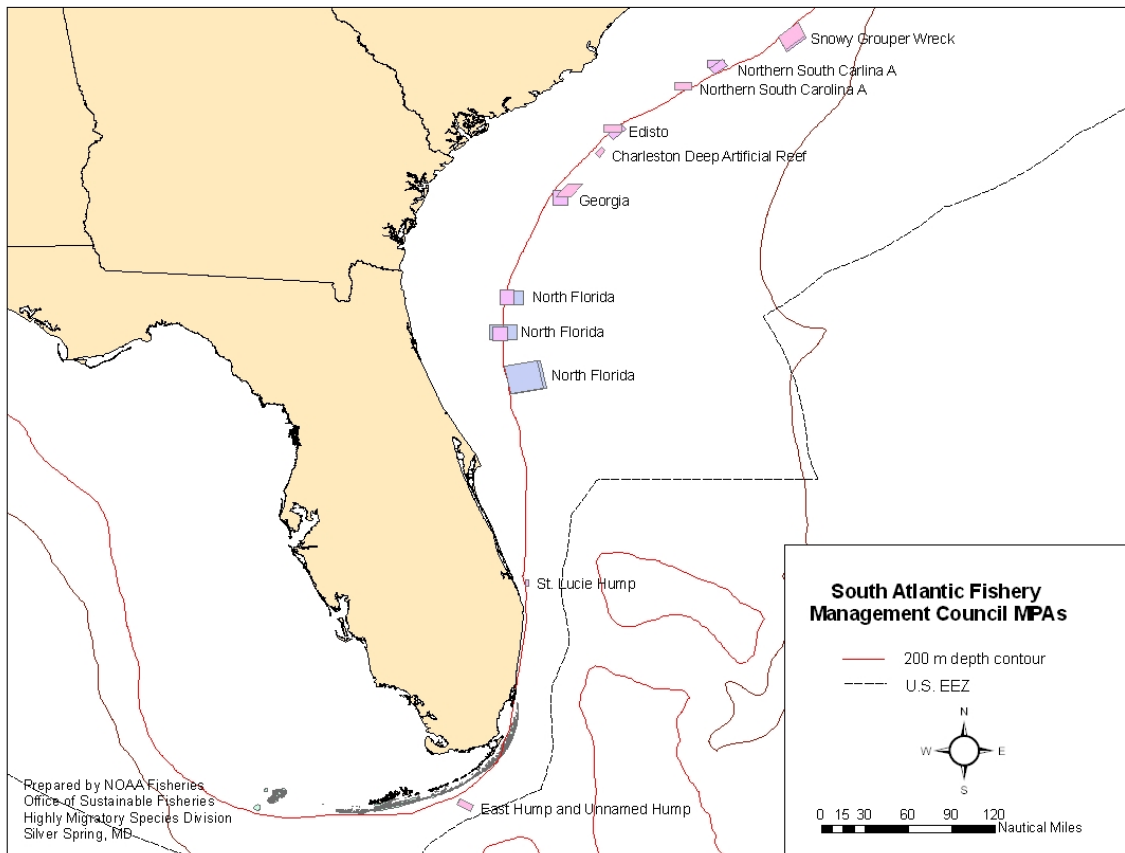 Snowy Grouper Wreck
Northern South Carlina A
Northern South Carolina A
Edisto
Charleston Deep Artificial Reef
Georgia
North Florida
North Florida
North Florida
St. Lucie Hump
East Hump and Unnamed Hump
South Atlantic Fishery
Management Council MPAs
200 m depth contour
U.S. EEZ
N
W E
S
0 15 30 60 90 120
Nautical Miles
Prepared by NOAA Fisheries
Office of Sustainable Fisheries
Highly Migratory Species Division
Silver Spring, MD